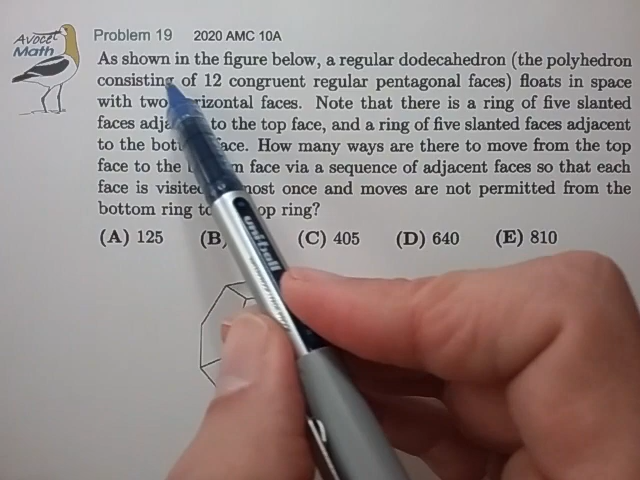 Avocet Math
Problem 19 2020 AMC 10A
As shown in the figure below, a regular dodecahedron (the polyhedron
consisting of 12 congruent regular pentagonal faces) floats in space
with two rizontal faces. Note that there is a ring of five slanted
faces adja to the top face, and a ring of five slanted faces adjacent
to the bot face. How many ways are there to move from the top
face to the m face via a sequence of adjacent faces so that each
face is visited most once and moves are not permitted from the
bottom ring to op ring?
(A) 125 (B) (C) 405 (D) 640 (E) 810
uniball